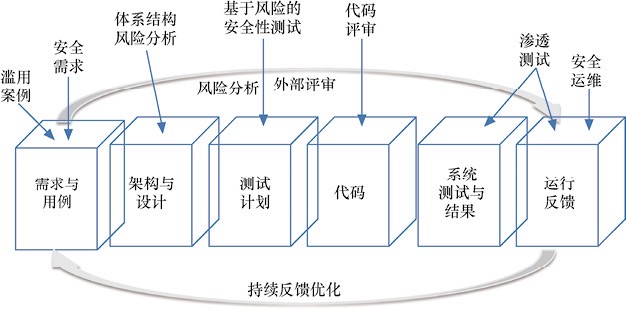 滥用
案例
安全
需求
体系结构
风险分析
基于风险的
安全性测试
代码
评审
渗透
测试
安全
运维
风险分析
外部评审
需求与
用例
架构与
设计
测试
计划
代码
系统
测试与
结果
运行
反馈
持续反馈优化